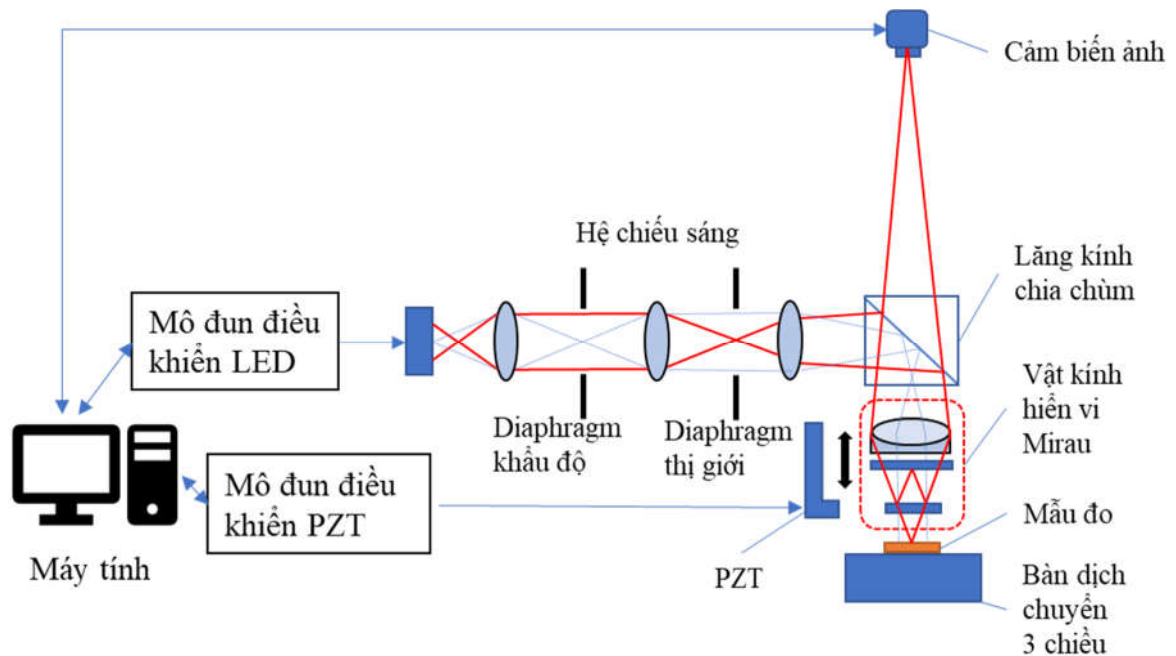 Cảm biến ảnh
Hệ chiếu sáng
Lăng kính
chia chùm
Mô đun điều
khiển LED
Diaphragm
khẩu độ
Diaphragm
thị giới
Vật kính
hiển vi
Mirau
Mô đun điều
khiển PZT
Mẫu đo
Máy tính
PZT
Bàn dịch
chuyển
3 chiều